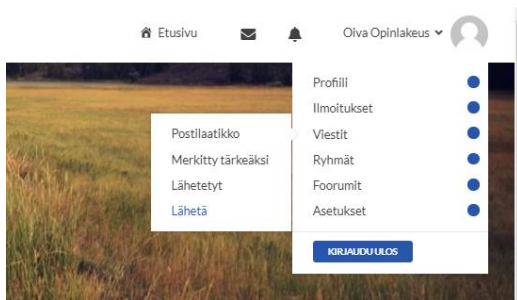 Etusivu
Oiva Opinlakeus
Profiili
Ilmoitukset
Viestit
Ryhmät
Foorumit
Asetukset
KIRJAUDU ULOS
Postilaatikko
Merkitty tärkeäksi
Lähetetyt
Lähetä